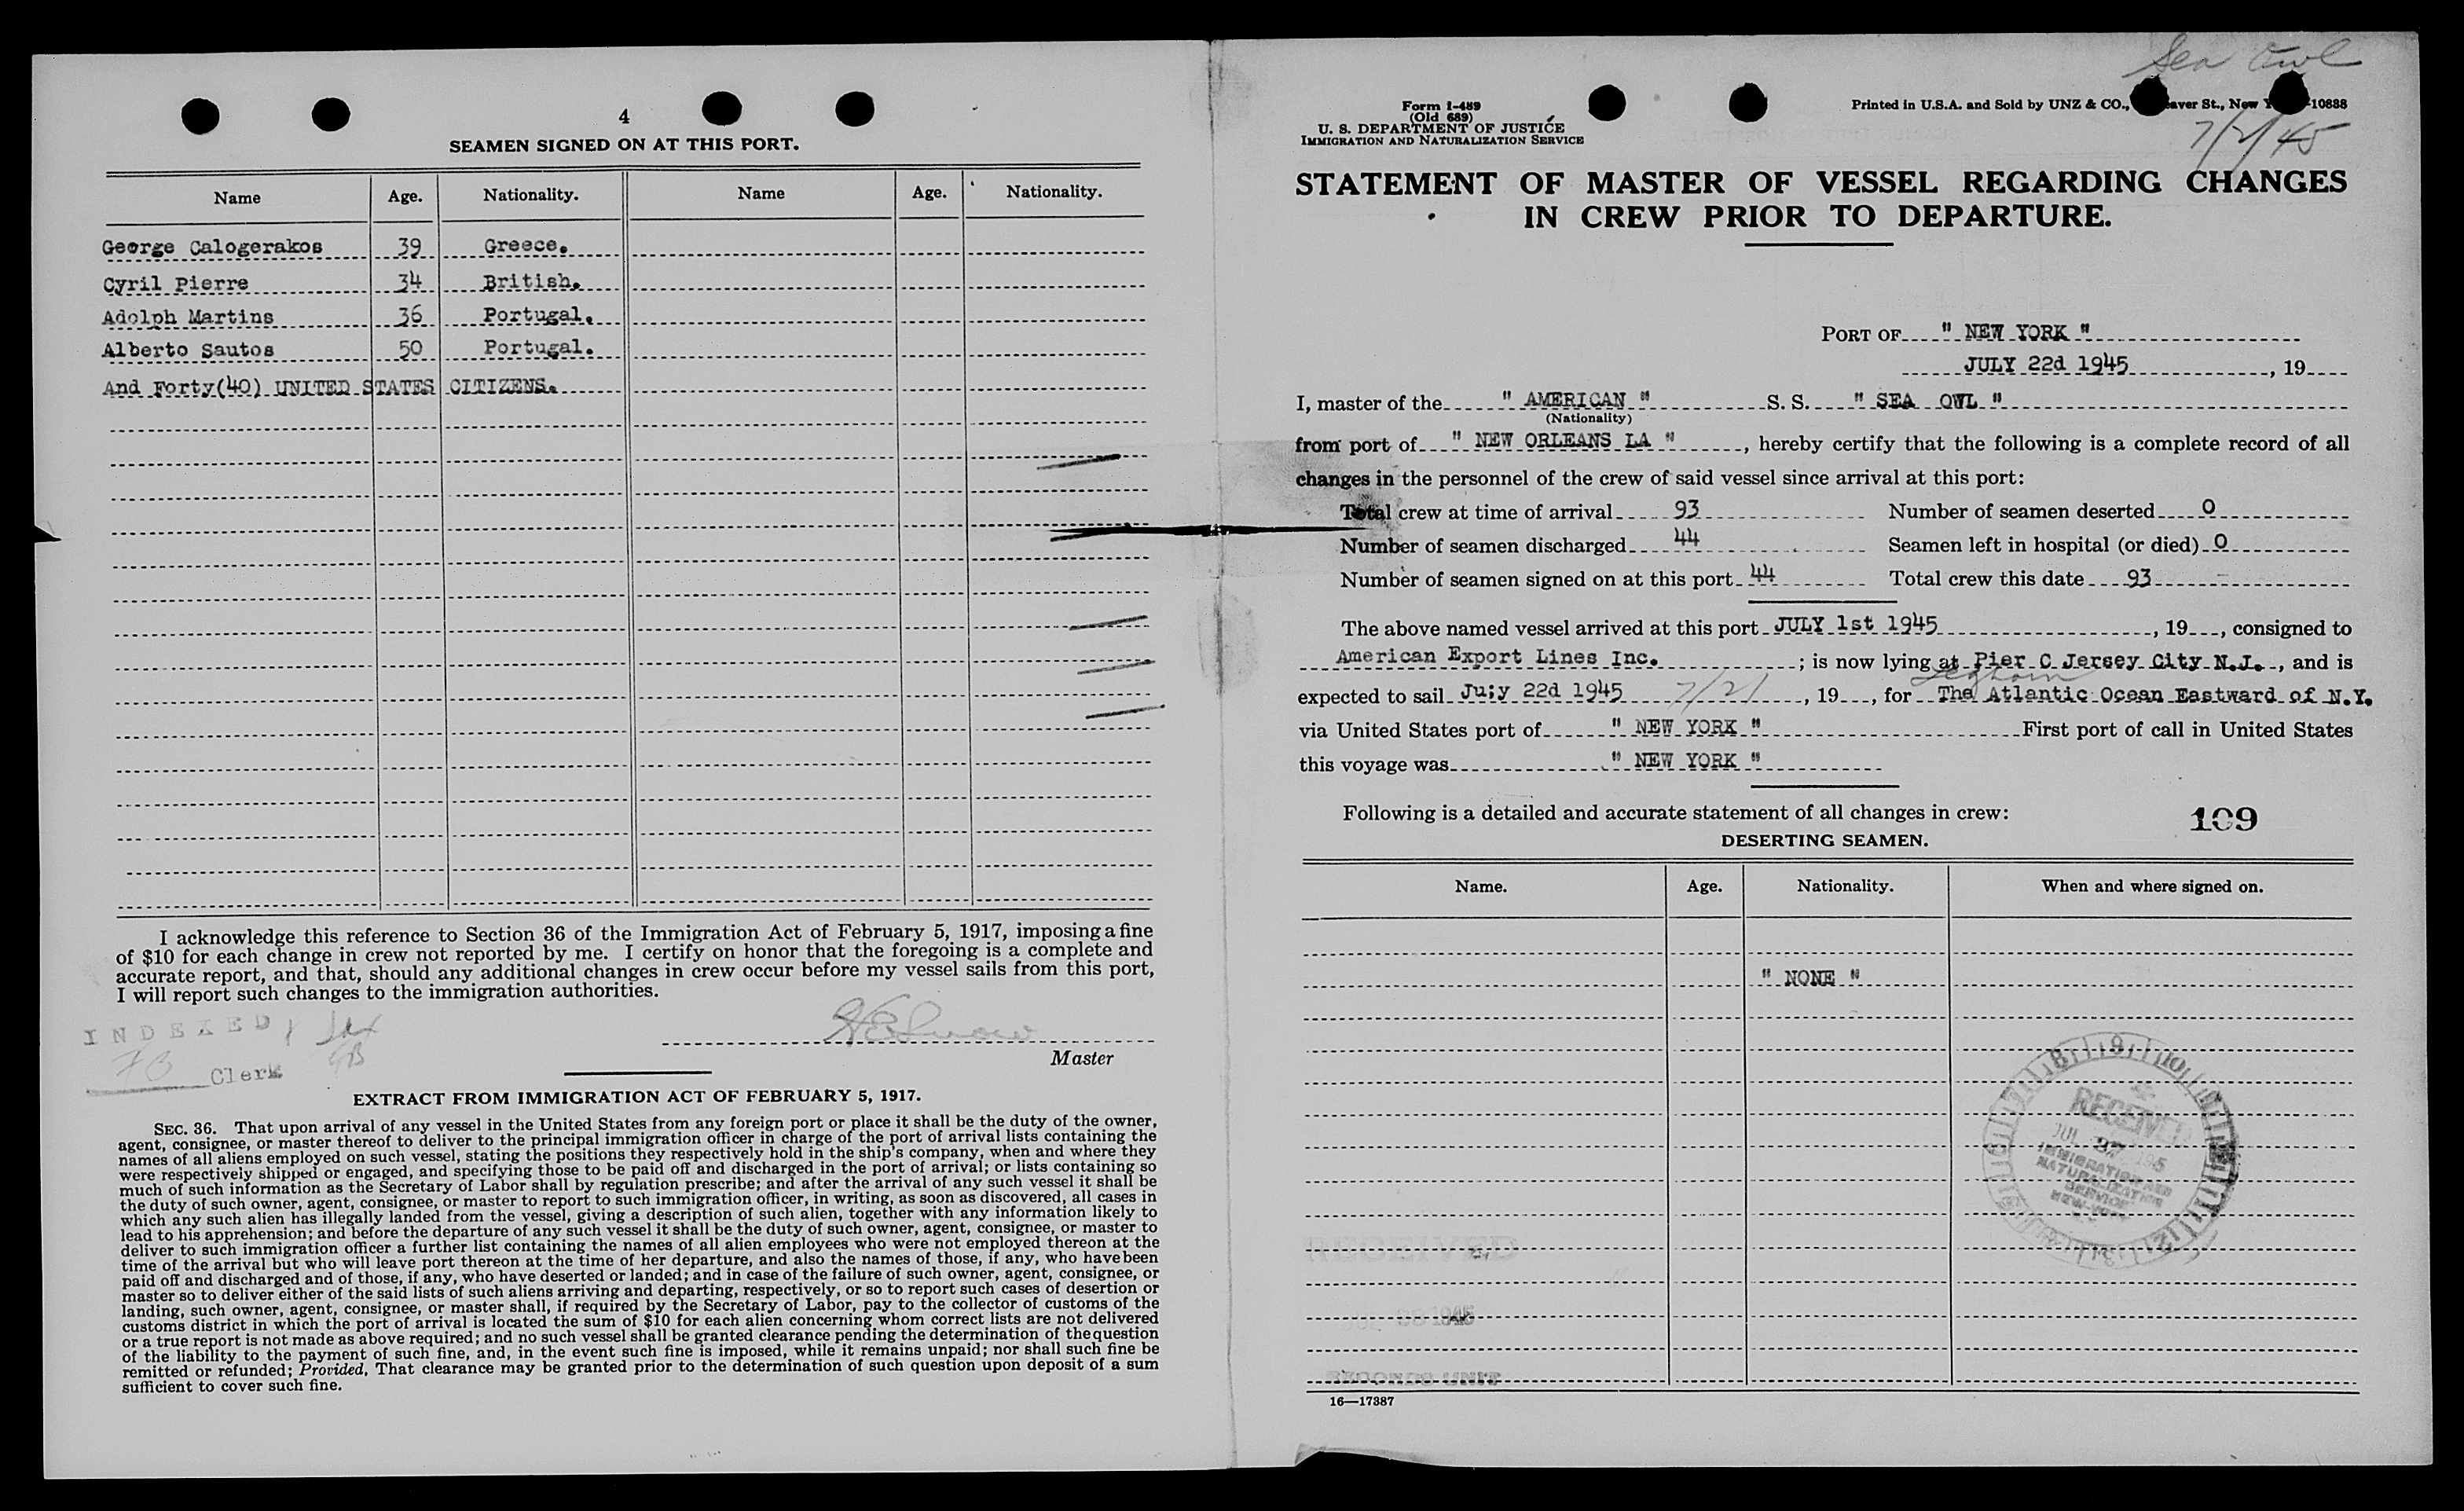 4
SEAMEN SIGNED ON AT THIS PORT.
Name Age. Nationality. Name Age. Nationality.
George Calogerakos 39 Greece.
Cyril Pierre 34 British.
Adolph Martins 36 Portugal.
Alberto Sautos 50 Portugal.
And Forty(40) UNITED STATES CITIZENS.
I acknowledge this reference to Section 36 of the Immigration Act of February 5, 1917, imposing a fine
of $10 for each change in crew not reported by me. I certify on honor that the foregoing is a complete and
accurate report, and that, should any additional changes in crew occur before my vessel sails from this port,
I will report such changes to the immigration authorities.
INDEXED
Clerk
Master
EXTRACT FROM IMMIGRATION ACT OF FEBRUARY 5, 1917.
SEC. 36. That upon arrival of any vessel in the United States from any foreign port or place it shall be the duty of the owner,
agent, consignee, or master thereof to deliver to the principal immigration officer in charge of the port of arrival lists containing the
names of all aliens employed on such vessel, stating the positions they respectively hold in the ship's company, when and where they
were respectively shipped or engaged, and specifying those to be paid off and discharged in the port of arrival; or lists containing so
much of such information as the Secretary of Labor shall by regulation prescribe; and after the arrival of any such vessel it shall be
the duty of such owner, agent, consignee, or master to report to such immigration officer, in writing, as soon as discovered, all cases in
which any such alien has illegally landed from the vessel, giving a description of such alien, together with any information likely to
lead to his apprehension; and before the departure of any such vessel it shall be the duty of such owner, agent, consignee, or master to
deliver to such immigration officer a further list containing the names of all alien employees who were not employed thereon at the
time of the arrival but who will leave port thereon at the time of her departure, and also the names of those, if any, who have been
paid off and discharged and of those, if any, who have deserted or landed; and in case of the failure of such owner, agent, consignee, or
master so to deliver either of the said lists of such aliens arriving and departing, respectively, or so to report such cases of desertion or
landing, such owner, agent, consignee, or master shall, if required by the Secretary of Labor, pay to the collector of customs of the
customs district in which the port of arrival is located the sum of $10 for each alien concerning whom correct lists are not delivered
or a true report is not made as above required; and no such vessel shall be granted clearance pending the determination of the question
of the liability to the payment of such fine, and, in the event such fine is imposed, while it remains unpaid; nor shall such fine be
remitted or refunded; Provided, That clearance may be granted prior to the determination of such question upon deposit of a sum
sufficient to cover such fine.
Sea Owl
Form I-489
(Old 689)
U. S. DEPARTMENT OF JUSTICE
IMMIGRATION AND NATURALIZATION SERVICE
Printed in U.S.A. and Sold by UNZ & CO., aver St., New 10888
7/2/45
STATEMENT OF MASTER OF VESSEL REGARDING CHANGES
IN CREW PRIOR TO DEPARTURE.
PORT OF " NEW YORK "
JULY 22d 1945, 19
I, master of the " AMERICAN " S. S. " SEA OWL "
(Nationality)
from port of " NEW ORLEANS LA ", hereby certify that the following is a complete record of all
changes in the personnel of the crew of said vessel since arrival at this port:
Total crew at time of arrival 93 Number of seamen deserted 0
Number of seamen discharged 44 Seamen left in hospital (or died) 0
Number of seamen signed on at this port 44 Total crew this date 93
The above named vessel arrived at this port JULY 1st 1945, 19, consigned to
American Export Lines Inc. ; is now lying at Pier C Jersey City N.J., and is
Leghorn
expected to sail Ju;y 22d 1945 7/21, 19, for The Atlantic Ocean Eastward of N.Y.
via United States port of " NEW YORK " First port of call in United States
this voyage was " NEW YORK "
Following is a detailed and accurate statement of all changes in crew:
109
DESERTING SEAMEN.
Name. Age. Nationality. When and where signed on.
" NONE "
RECEIVED
JUL 27
IMMIGRATION AND
NATURALIZATION
SERVICE
NEW YORK
RECEIVED
1945
RECORDS UNIT
16—17387